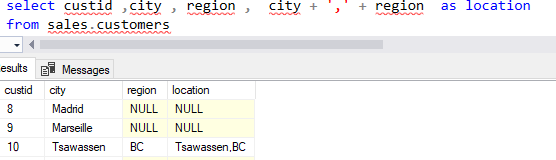 select custid ,city , region ,  city + ',' + region  as location
from sales.customers
esults Messages
custid city region location
8 Madrid NULL NULL
9 Marseille NULL NULL
10 Tsawassen BC Tsawassen,BC